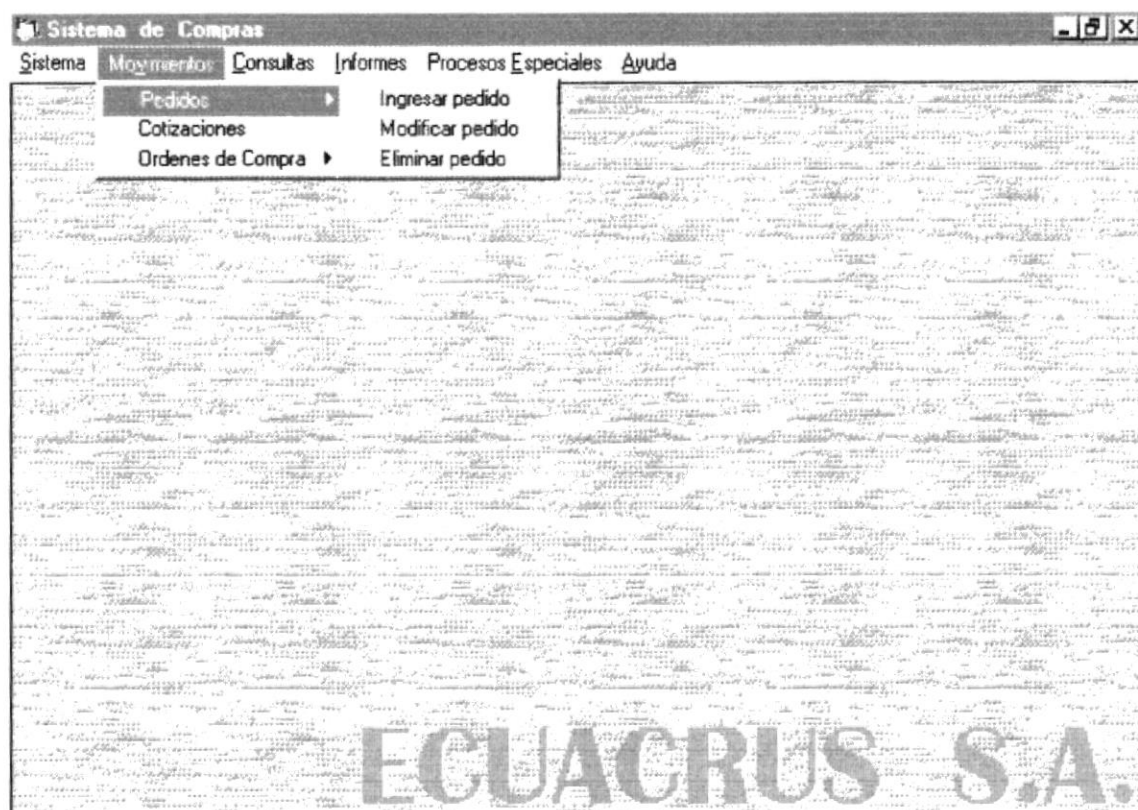 Sistema de Compras
Sistema Movimientos Consultas Informes Procesos Especiales Ayuda
Pedidos Ingresar pedido
Cotizaciones Modificar pedido
Ordenes de Compra Eliminar pedido
ECUACRUS S.A.